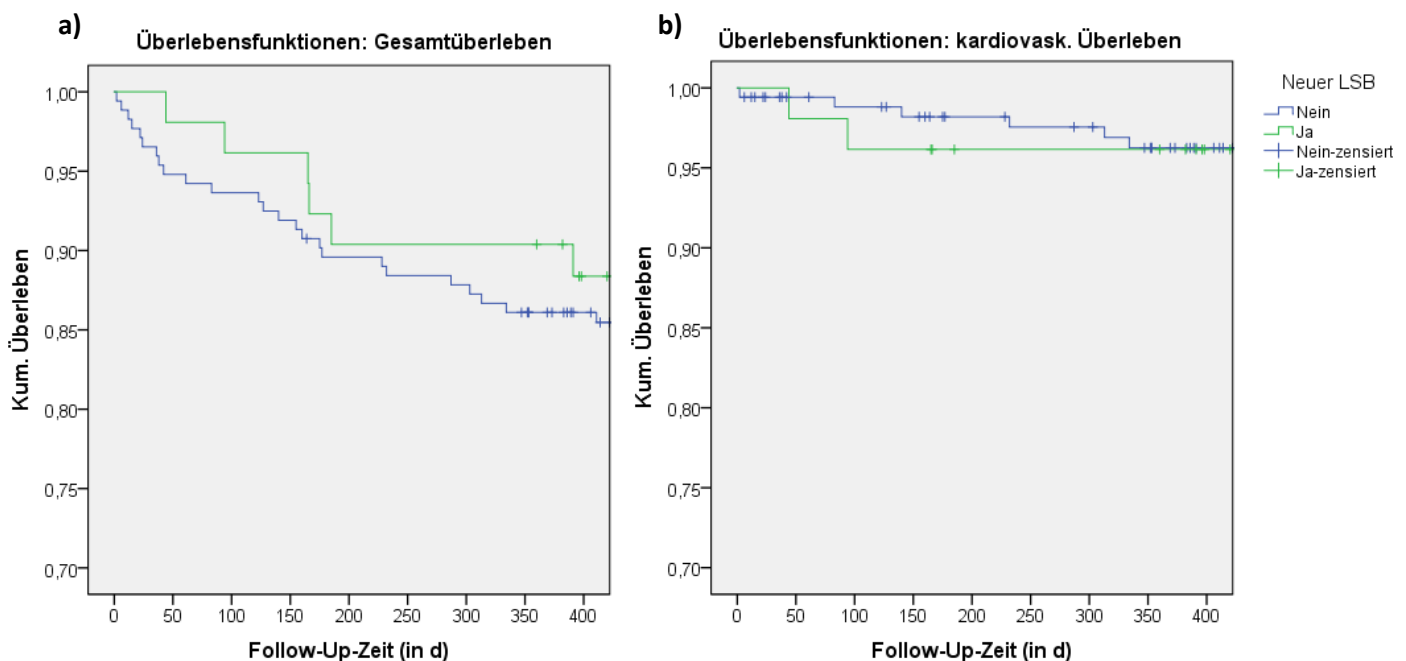 a)
Überlebensfunktionen: Gesamtüberleben
1,00
0,95
0,90
0,85
0,80
0,75
0,70
Kum. Überleben
0 50 100 150 200 250 300 350 400
Follow-Up-Zeit (in d)
b)
Überlebensfunktionen: kardiovask. Überleben
1,00
0,95
0,90
0,85
0,80
0,75
0,70
Kum. Überleben
0 50 100 150 200 250 300 350 400
Follow-Up-Zeit (in d)
Neuer LSB
Nein
Ja
Nein-zensiert
Ja-zensiert